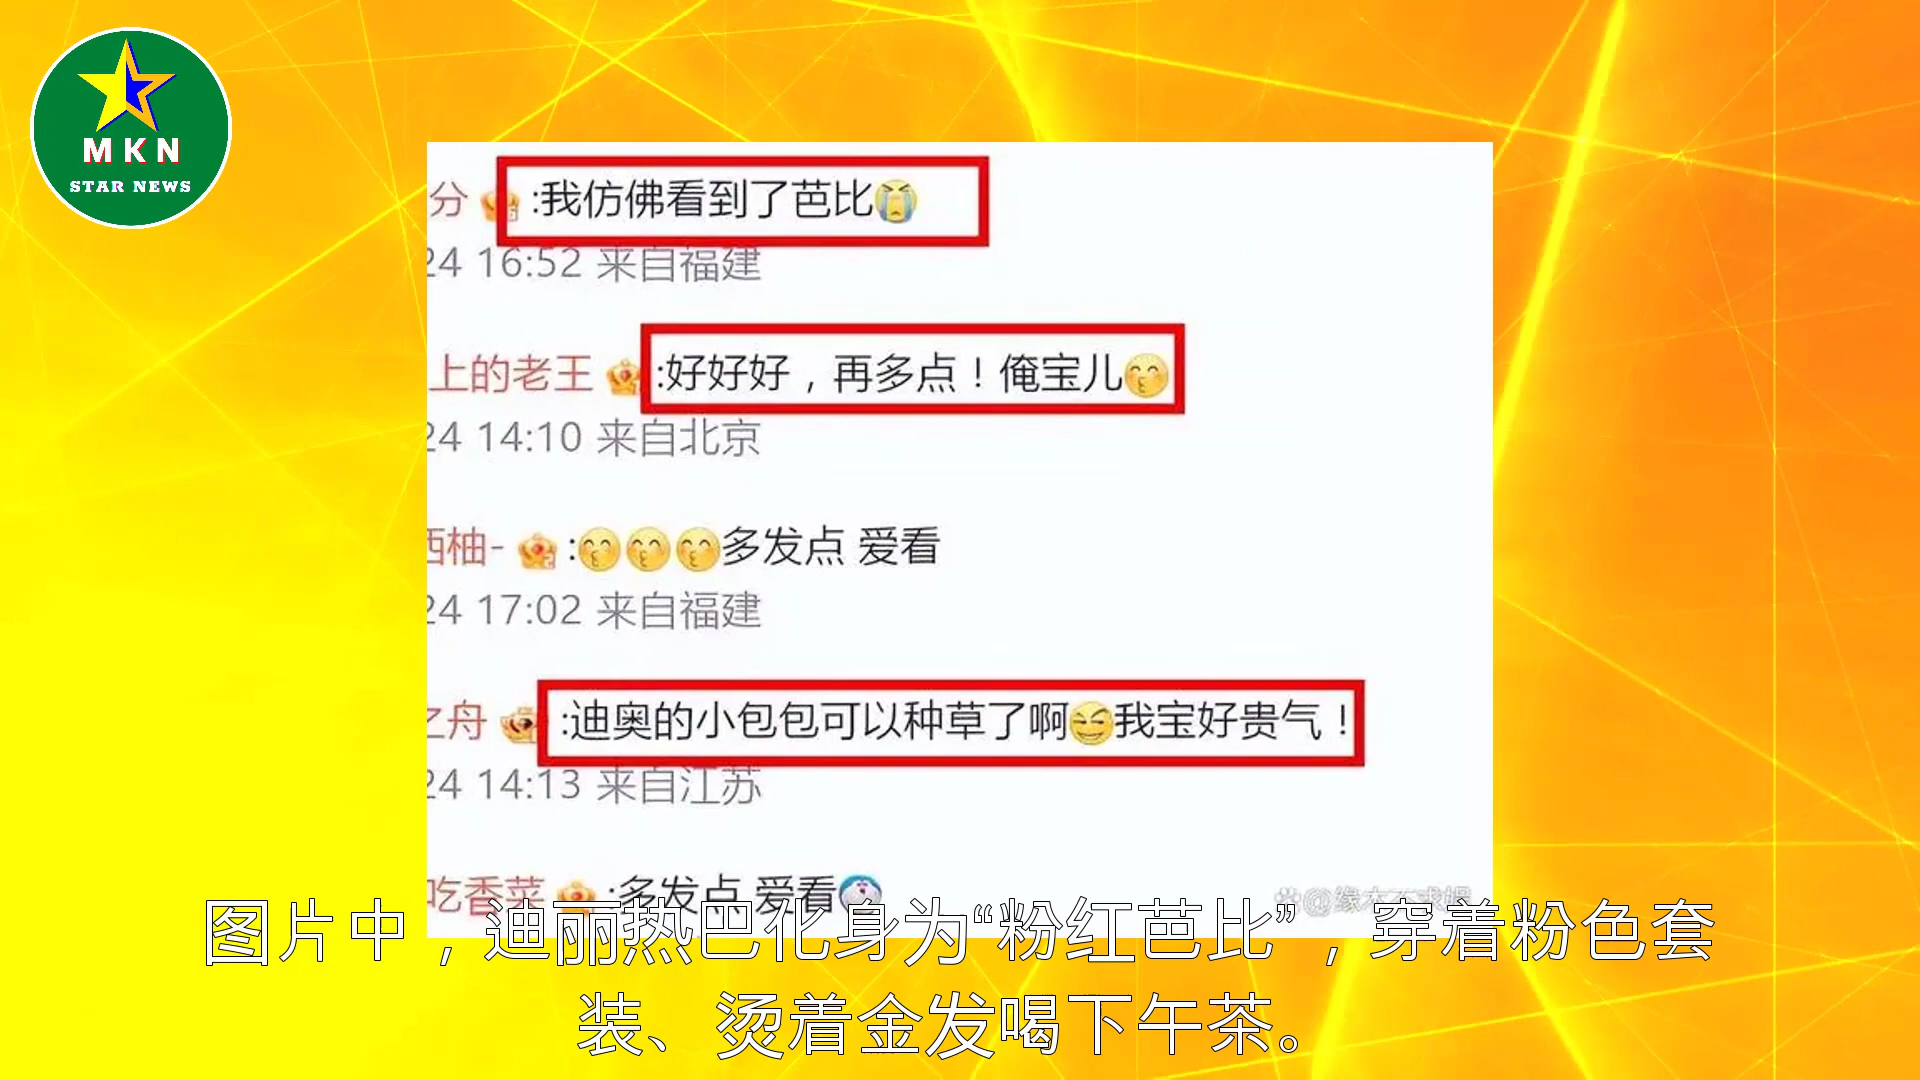 MKN
STAR NEWS
分 :我仿佛看到了芭比
24 16:52 来自福建
上的老王 :好好好，再多点！俺宝儿
24 14:10 来自北京
西柚- :多发点 爱看
24 17:02 来自福建
之舟 :迪奥的小包包可以种草了啊我宝好贵气！
24 14:13 来自江苏
吃香菜 :多发点 爱看
图片中，迪丽热巴化身为“粉红芭比”，穿着粉色套
装、烫着金发喝下午茶。